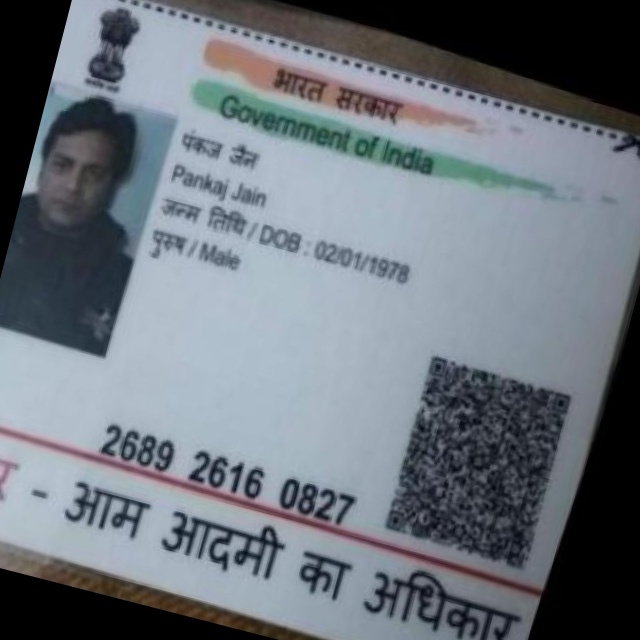 भारत सरकार
Government of India
पंकज जैन
Pankaj Jain
जन्म तिथि / DOB : 02/01/1978
पुरुष / Male
2689 2616 0827
- आम आदमी का अधिकार